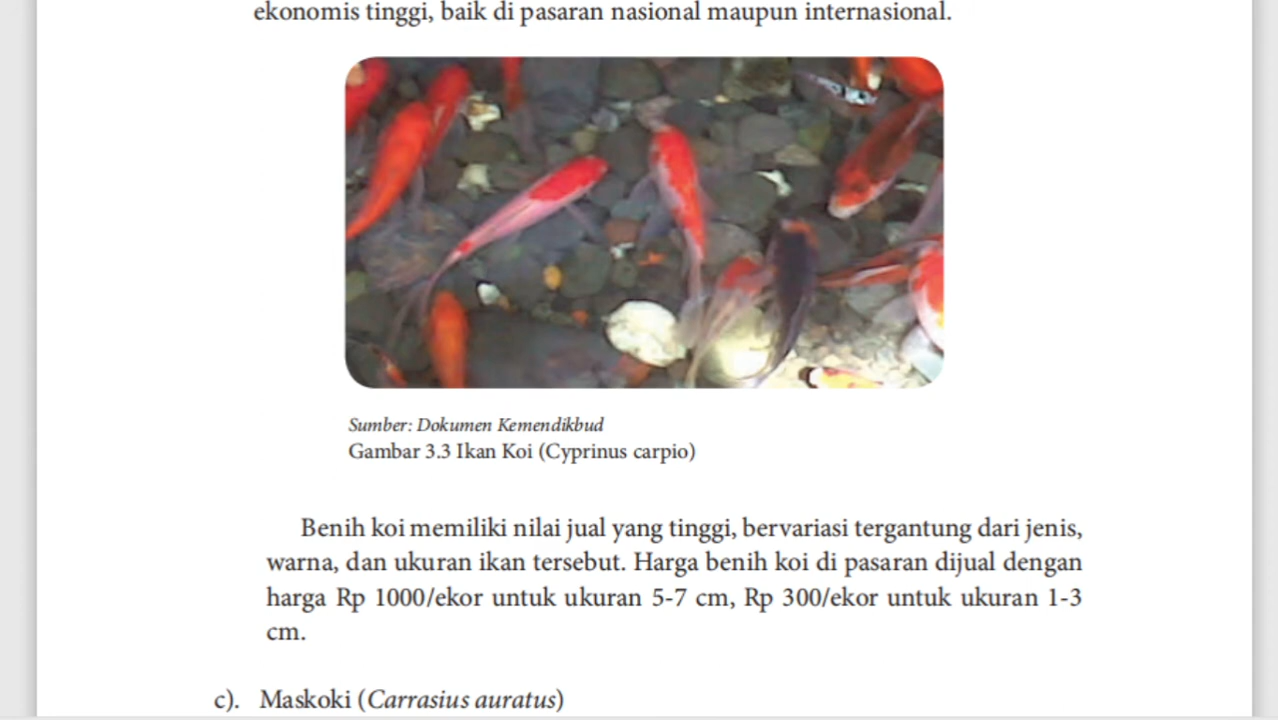 ekonomis tinggi, baik di pasaran nasional maupun internasional.
Sumber: Dokumen Kemendikbud
Gambar 3.3 Ikan Koi (Cyprinus carpio)
Benih koi memiliki nilai jual yang tinggi, bervariasi tergantung dari jenis,
warna, dan ukuran ikan tersebut. Harga benih koi di pasaran dijual dengan
harga Rp 1000/ekor untuk ukuran 5-7 cm, Rp 300/ekor untuk ukuran 1-3
cm.
c). Maskoki (Carrasius auratus)